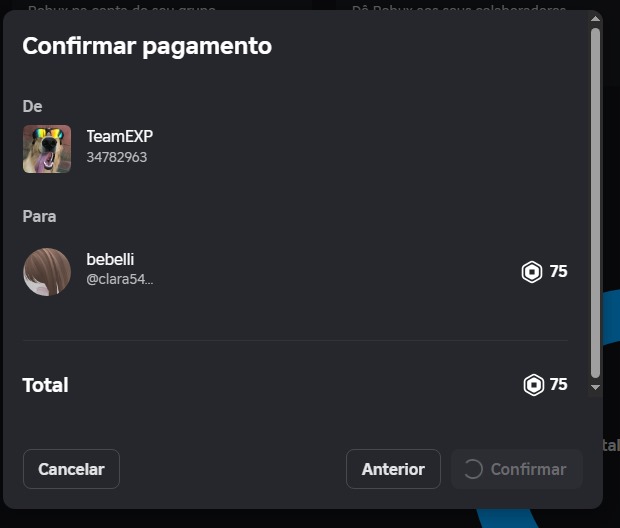 Robux na conta do seu grupo
Dê Robux aos seus colaboradores
Confirmar pagamento
De
TeamEXP
34782963
Para
bebelli
@clara54...
75
Total
75
Cancelar
Anterior
Confirmar